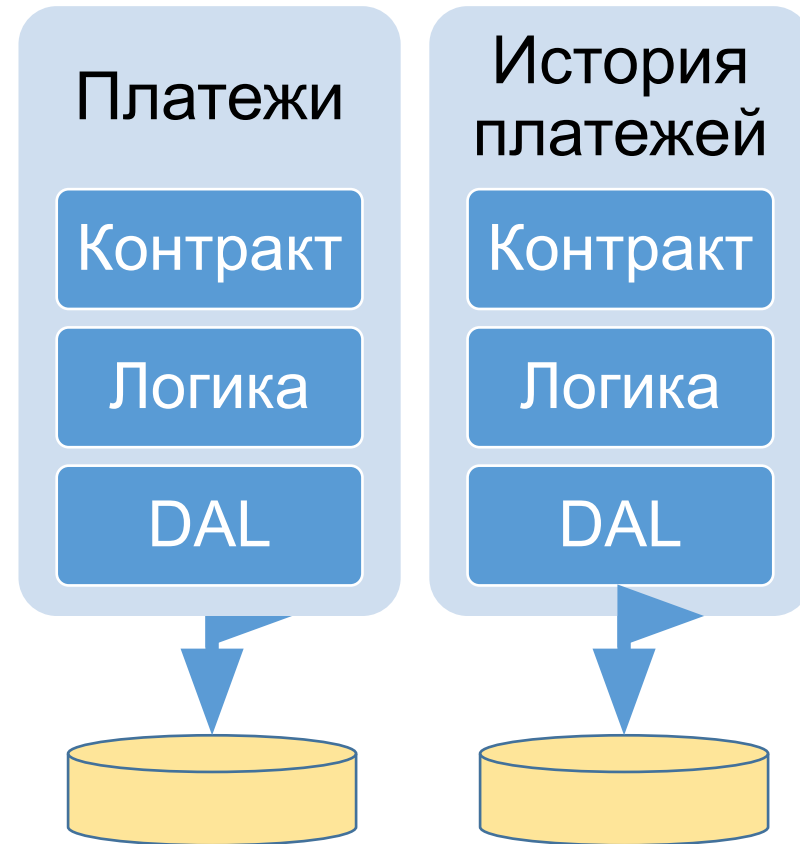 Платежи
Контракт
Логика
DAL
История
платежей
Контракт
Логика
DAL